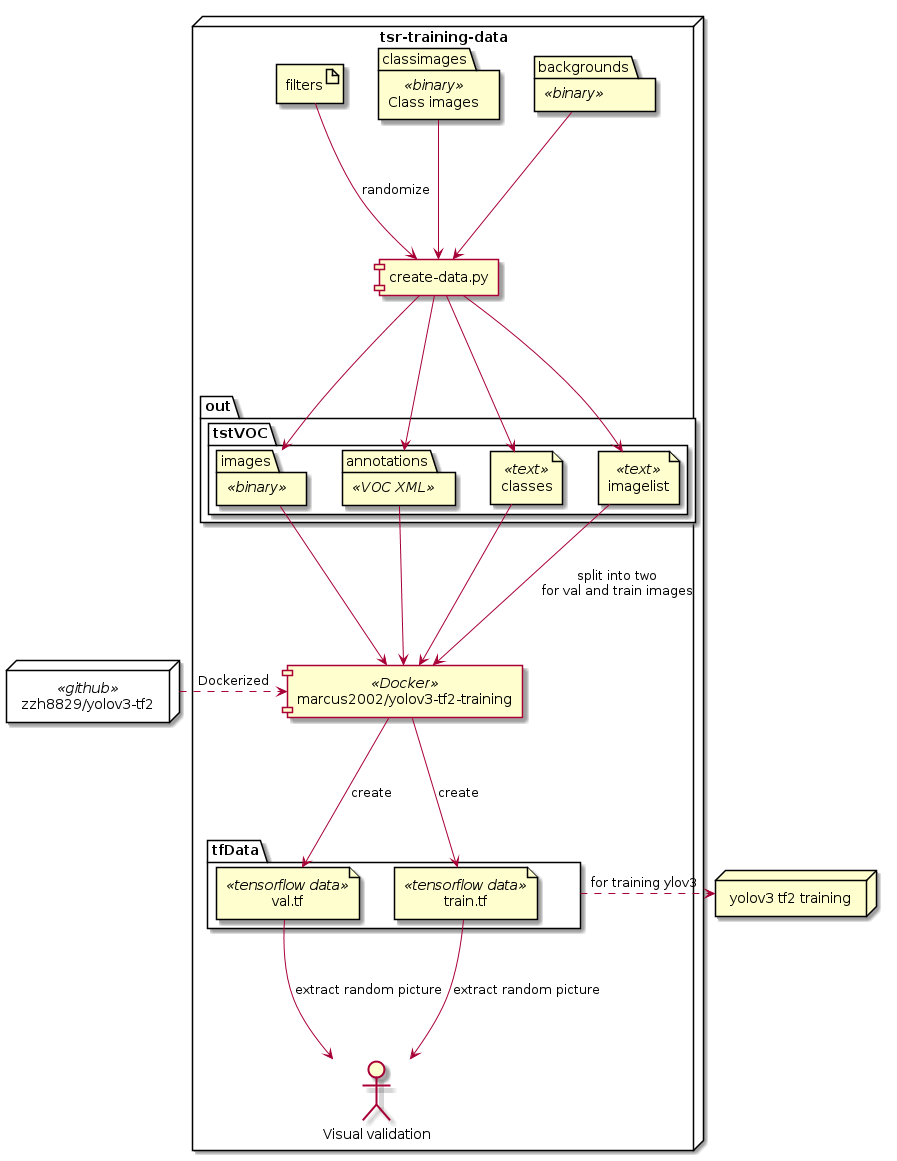 tsr-training-data
filters
classimages
«binary»
Class images
backgrounds
«binary»
randomize
create-data.py
out
tstVOC
images
«binary»
annotations
«VOC XML»
«text»
classes
«text»
imagelist
split into two
for val and train images
«github»
zzh8829/yolov3-tf2
Dockerized
«Docker»
marcus2002/yolov3-tf2-training
create
create
tfData
«tensorflow data»
val.tf
«tensorflow data»
train.tf
for training ylov3
yolov3 tf2 training
extract random picture
extract random picture
Visual validation